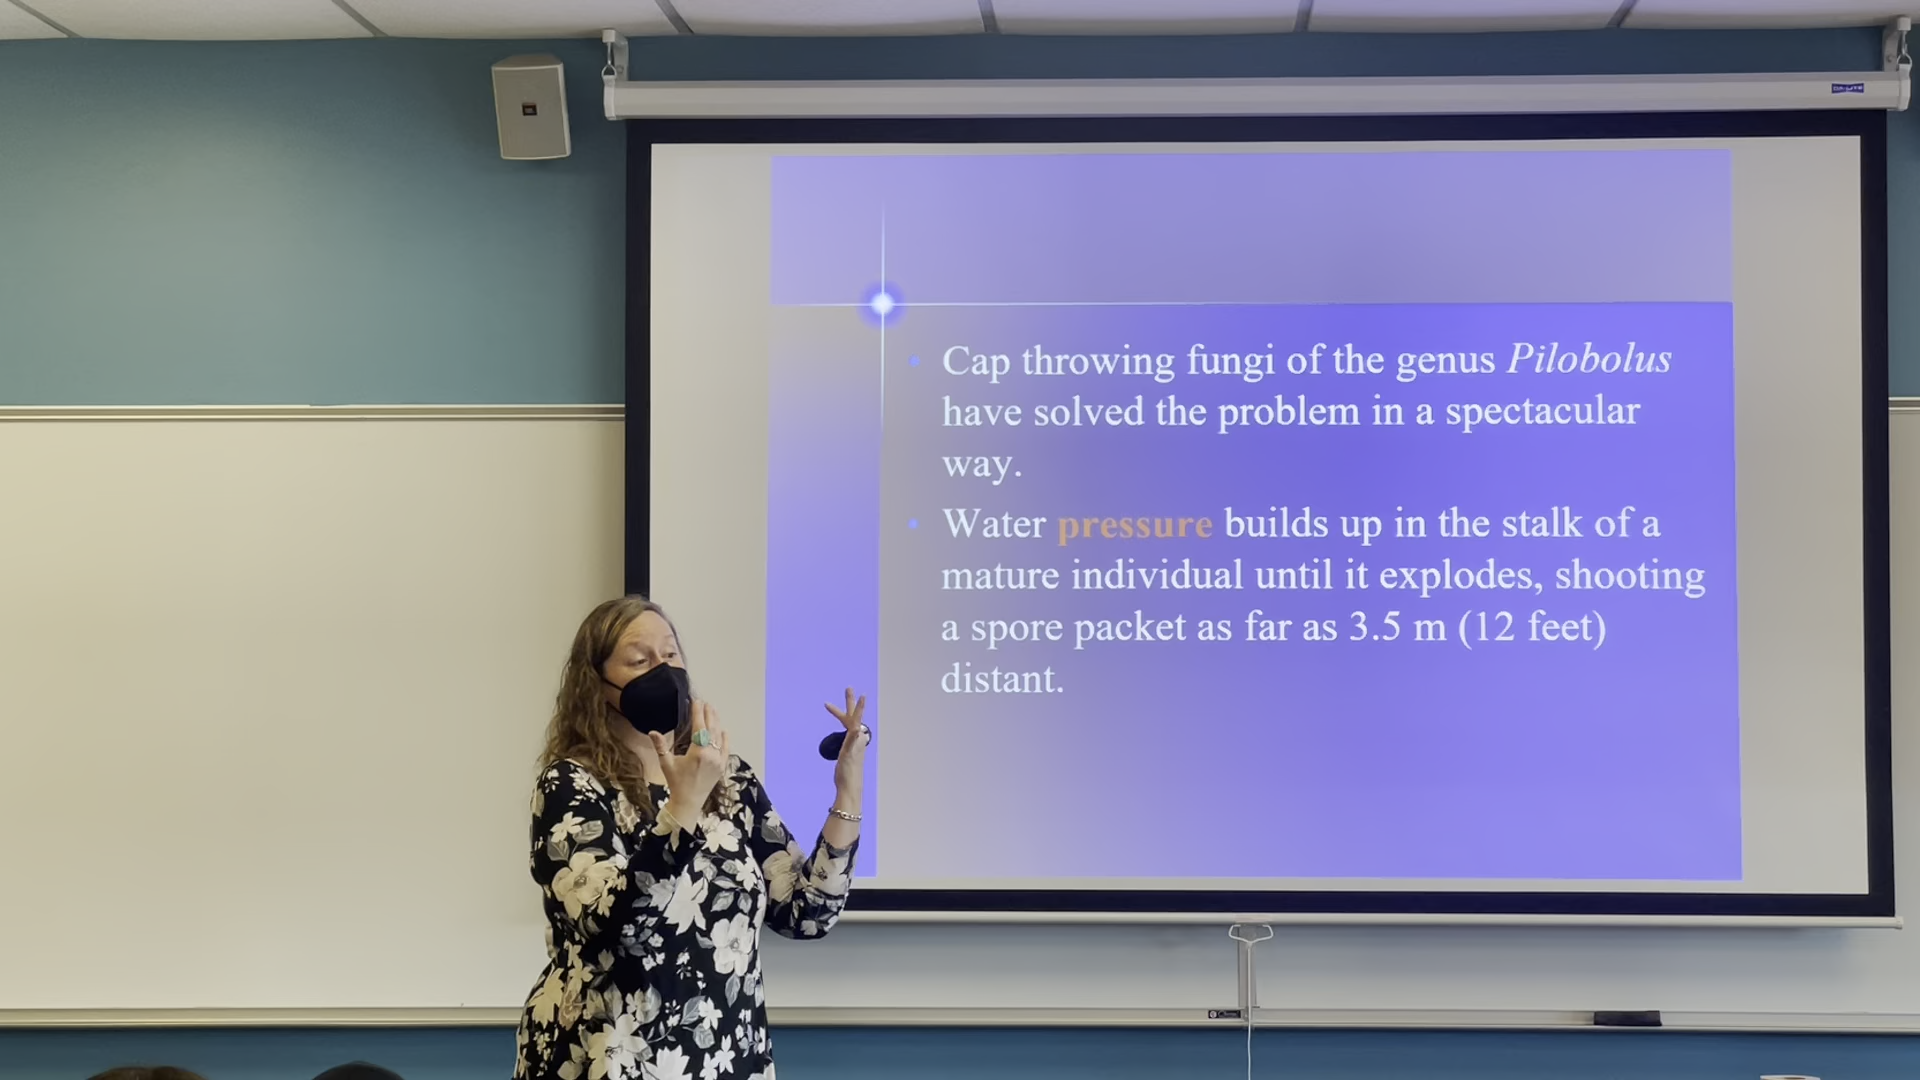 DA-LITE
Cap throwing fungi of the genus Pilobolus
have solved the problem in a spectacular
way.
Water pressure builds up in the stalk of a
mature individual until it explodes, shooting
a spore packet as far as 3.5 m (12 feet)
distant.